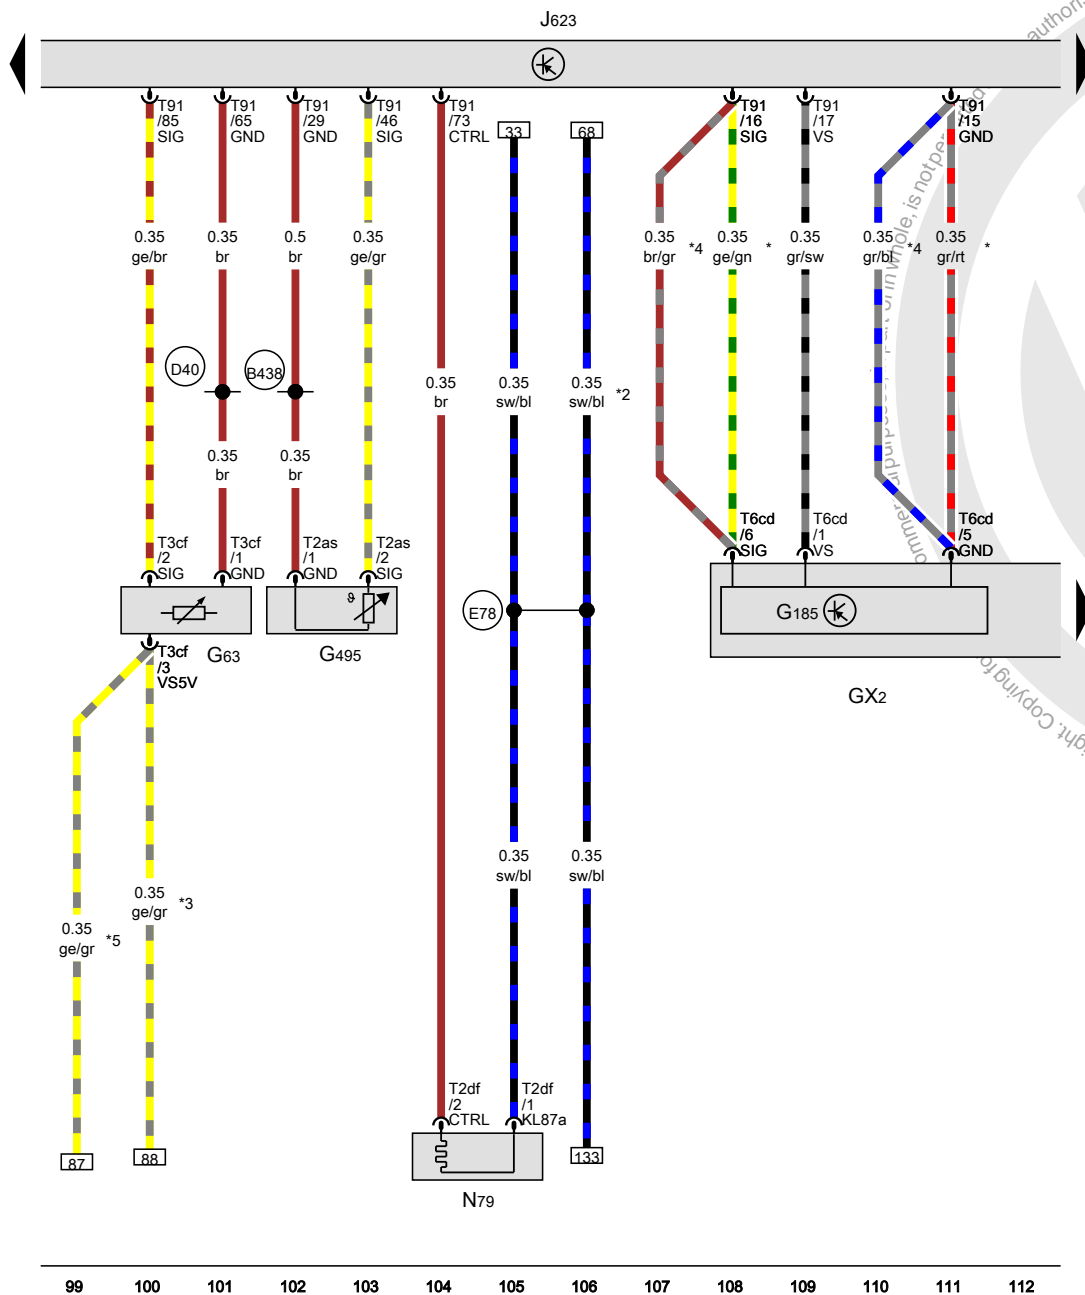 J623
T91
/85
SIG
T91
/65
GND
T91
/29
GND
T91
/46
SIG
T91
/73
CTRL
33
68
T91
/16
SIG
T91
/17
VS
T91
/15
GND
0.35
ge/br
0.35
br
0.5
br
0.35
ge/gr
0.35
br/gr
*4
0.35
ge/gn
*
0.35
gr/sw
0.35
gr/bl
*4
0.35
gr/rt
*
D40
B438
0.35
br
0.35
sw/bl
0.35
sw/bl
*2
0.35
br
0.35
br
T3cf
/2
SIG
T3cf
/1
GND
T2as
/1
GND
T2as
/2
SIG
T6cd
/6
SIG
T6cd
/1
VS
T6cd
/5
GND
ϑ
E78
G185
G63
G495
T3cf
/3
VS5V
GX2
0.35
sw/bl
0.35
sw/bl
0.35
ge/gr
*3
0.35
ge/gr
*5
T2df
/2
CTRL
T2df
/1
KL87a
87
88
133
N79
99 100 101 102 103 104 105 106 107 108 109 110 111 112